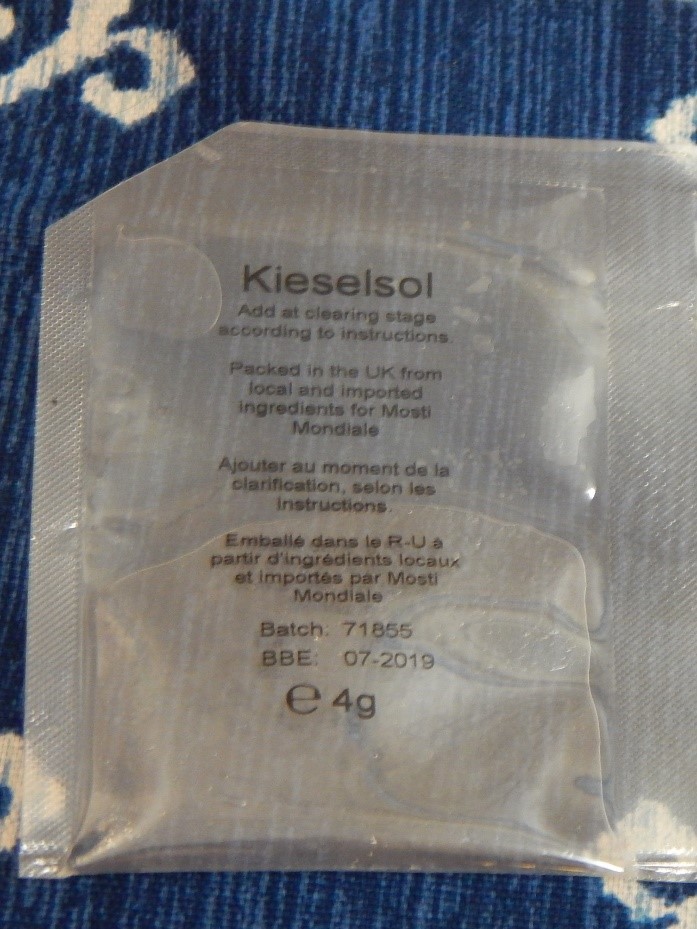 Kieselsol
Add at clearing stage
according to instructions.
Packed in the UK from
local and imported
ingredients for Mosti
Mondiale
Ajouter au moment de la
clarification, selon les
instructions.
Emballé dans le R-U à
partir d'ingrédients locaux
et importés par Mosti
Mondiale
Batch: 71855
BBE: 07-2019
℮ 4g